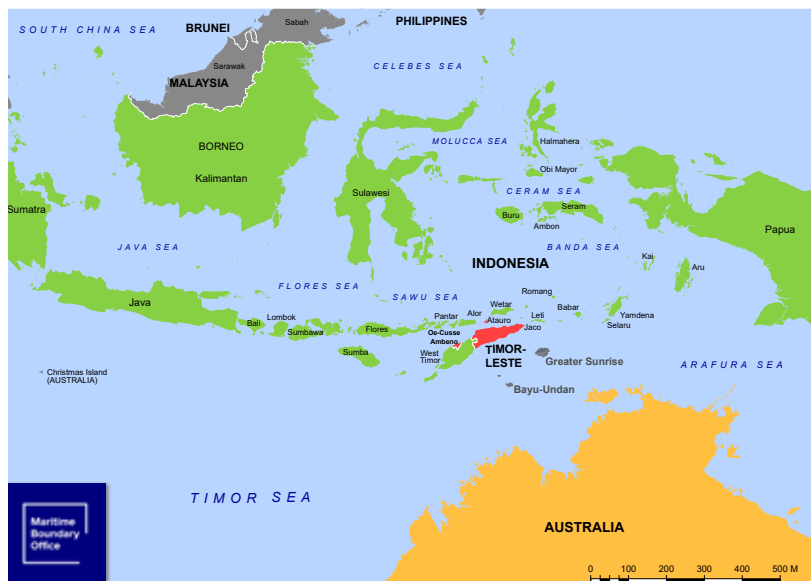 SOUTH CHINA SEA
BRUNEI
Sabah
PHILIPPINES
Sarawak
CELEBES SEA
MALAYSIA
BORNEO
MOLUCCA SEA
Halmahera
Kalimantan
Obi Mayor
Sulawesi
CERAM SEA
Sumatra
Buru
Seram
Ambon
Papua
JAVA SEA
BANDA SEA
INDONESIA
Kai
Aru
FLORES SEA
SAWU SEA
Romang
Java
Wetar
Babar
Bali
Lombok
Sumbawa
Flores
Pantar
Alor
Atauro
Leti
Jaco
Yamdena
Selaru
Oe-Cusse
Ambeno
Sumba
West
Timor
TIMOR-
LESTE
Greater Sunrise
ARAFURA SEA
Christmas Island
(AUSTRALIA)
Bayu-Undan
TIMOR SEA
Maritime
Boundary
Office
AUSTRALIA
0 100 200 300 400 500 M